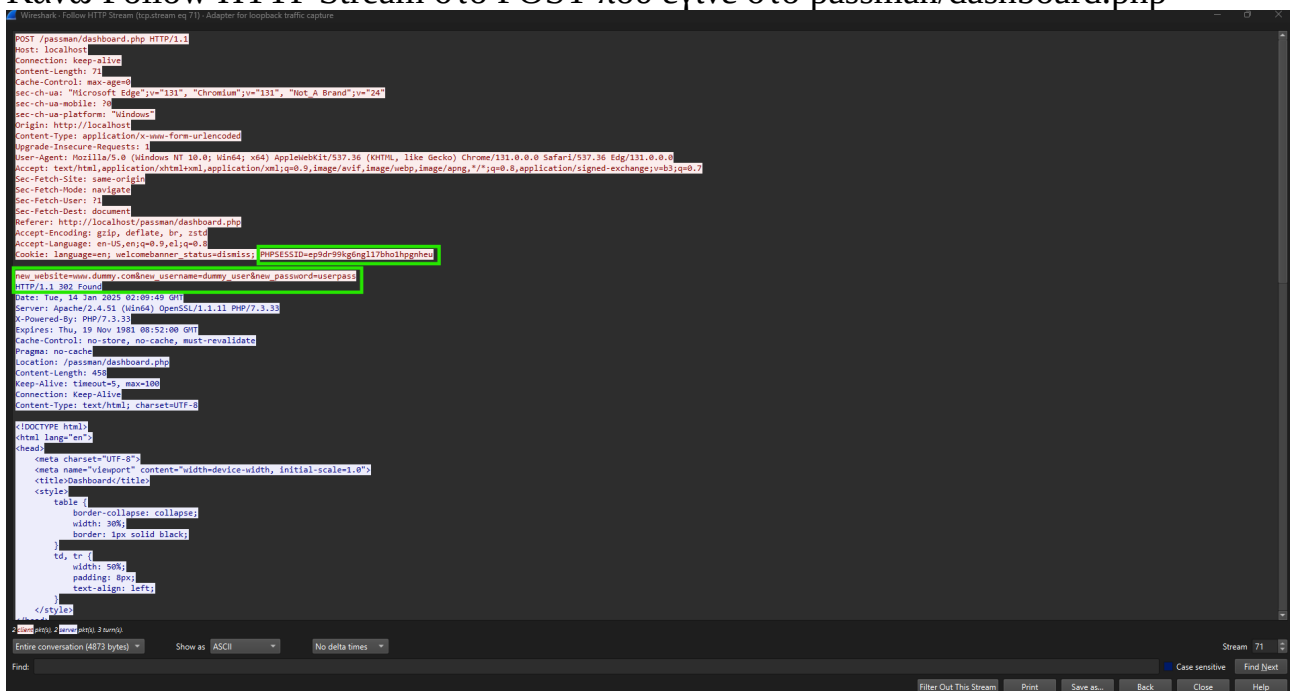 Κάνω Follow HTTP Stream στο POST που έγινε στο passman/dashboard.php
Wireshark · Follow HTTP Stream (tcp.stream eq 71) · Adapter for loopback traffic capture
POST /passman/dashboard.php HTTP/1.1
Host: localhost
Connection: keep-alive
Content-Length: 71
Cache-Control: max-age=0
sec-ch-ua: "Microsoft Edge";v="131", "Chromium";v="131", "Not_A Brand";v="24"
sec-ch-ua-mobile: ?0
sec-ch-ua-platform: "Windows"
Origin: http://localhost
Content-Type: application/x-www-form-urlencoded
Upgrade-Insecure-Requests: 1
User-Agent: Mozilla/5.0 (Windows NT 10.0; Win64; x64) AppleWebKit/537.36 (KHTML, like Gecko) Chrome/131.0.0.0 Safari/537.36 Edg/131.0.0.0
Accept: text/html,application/xhtml+xml,application/xml;q=0.9,image/avif,image/webp,image/apng,*/*;q=0.8,application/signed-exchange;v=b3;q=0.7
Sec-Fetch-Site: same-origin
Sec-Fetch-Mode: navigate
Sec-Fetch-User: ?1
Sec-Fetch-Dest: document
Referer: http://localhost/passman/dashboard.php
Accept-Encoding: gzip, deflate, br, zstd
Accept-Language: en-US,en;q=0.9,el;q=0.8
Cookie: language=en; welcomebanner_status=dismiss; PHPSESSID=ep9dr99kg6ngl17bho1hpgnheu
new_website=www.dummy.com&new_username=dummy_user&new_password=userpass
HTTP/1.1 302 Found
Date: Tue, 14 Jan 2025 02:09:49 GMT
Server: Apache/2.4.51 (Win64) OpenSSL/1.1.1l PHP/7.3.33
X-Powered-By: PHP/7.3.33
Expires: Thu, 19 Nov 1981 08:52:00 GMT
Cache-Control: no-store, no-cache, must-revalidate
Pragma: no-cache
Location: /passman/dashboard.php
Content-Length: 458
Keep-Alive: timeout=5, max=100
Connection: Keep-Alive
Content-Type: text/html; charset=UTF-8
<!DOCTYPE html>
<html lang="en">
<head>
<meta charset="UTF-8">
<meta name="viewport" content="width=device-width, initial-scale=1.0">
<title>Dashboard</title>
<style>
table {
border-collapse: collapse;
width: 30%;
border: 1px solid black;
}
td, tr {
width: 50%;
padding: 8px;
text-align: left;
}
</style>
2 client pkt(s), 2 server pkt(s), 3 turn(s).
Entire conversation (4873 bytes) Show as ASCII No delta times Stream 71
Find: Case sensitive Find Next
Filter Out This Stream Print Save as... Back Close Help